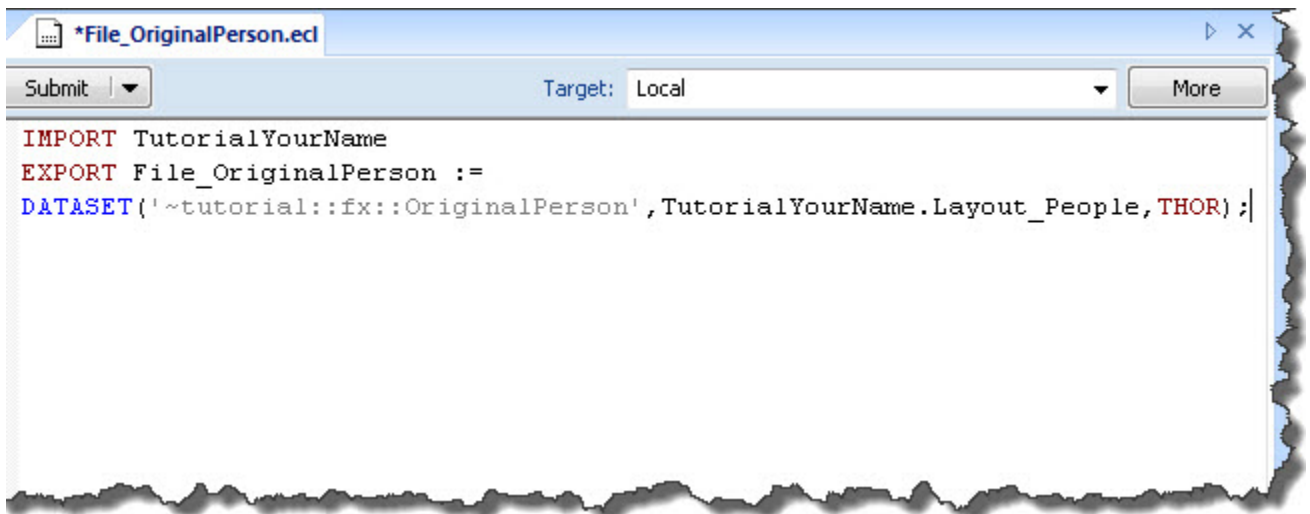 *File_OriginalPerson.ecl
Submit Target: Local More
IMPORT TutorialYourName
EXPORT File_OriginalPerson :=
DATASET('~tutorial::fx::OriginalPerson',TutorialYourName.Layout_People,THOR);